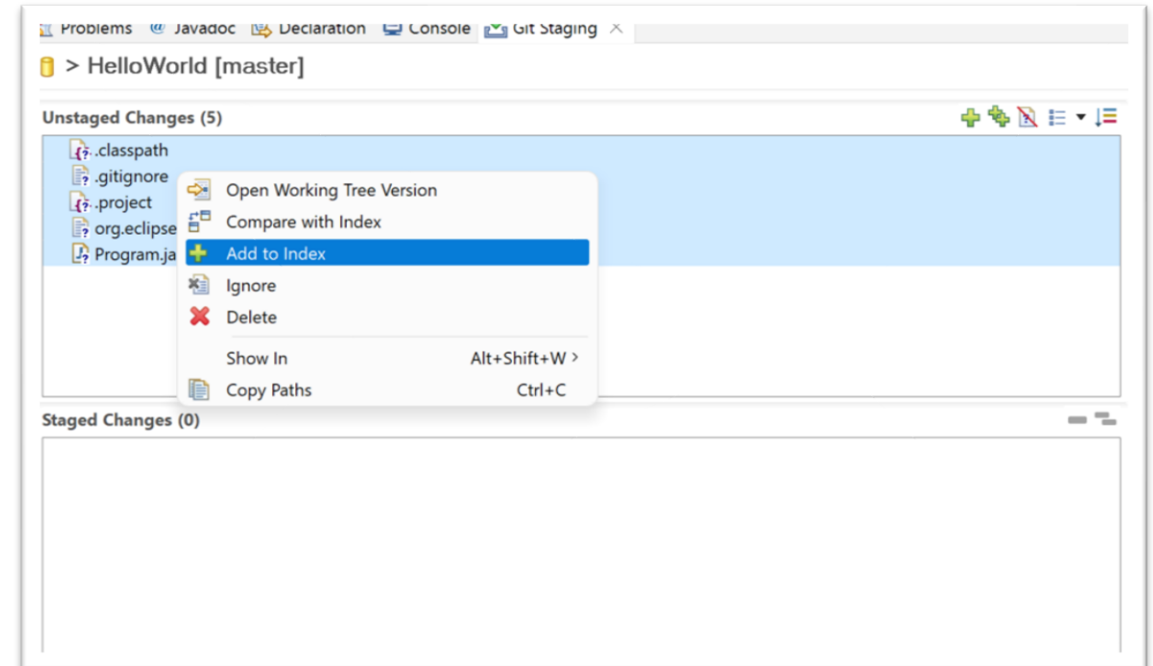 Problems @ Javadoc Declaration Console Git Staging
> HelloWorld [master]
Unstaged Changes (5)
.classpath
.gitignore
.project
org.eclipse
Program.ja
Open Working Tree Version
Compare with Index
Add to Index
Ignore
Delete
Show In Alt+Shift+W >
Copy Paths Ctrl+C
Staged Changes (0)